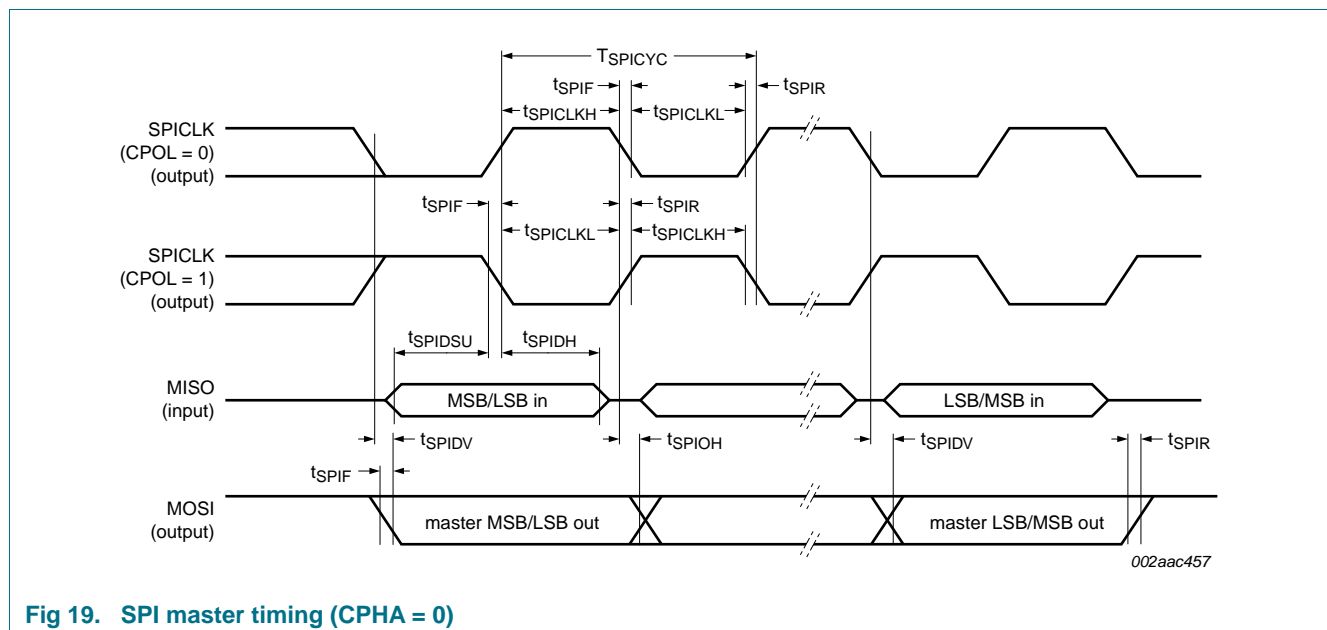 TSPICYC
tSPIF
tSPIR
tSPICLKH
tSPICLKL
SPICLK
(CPOL = 0)
(output)
tSPIF
tSPIR
tSPICLKL
tSPICLKH
SPICLK
(CPOL = 1)
(output)
tSPIDSU
tSPIDH
MISO
(input)
MSB/LSB in
LSB/MSB in
tSPIDV
tSPIOH
tSPIDV
tSPIR
tSPIF
MOSI
(output)
master MSB/LSB out
master LSB/MSB out
002aac457
Fig 19. SPI master timing (CPHA = 0)